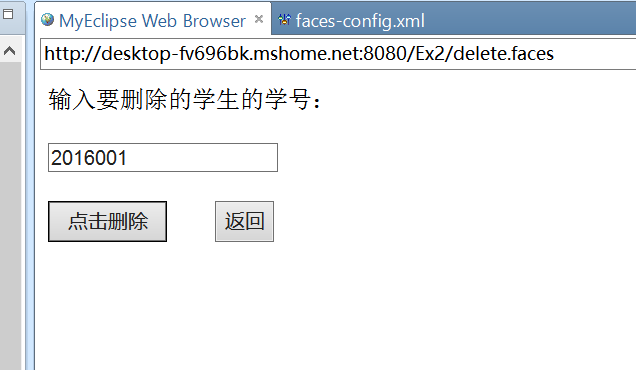 MyEclipse Web Browser faces-config.xml
http://desktop-fv696bk.mshome.net:8080/Ex2/delete.faces
输入要删除的学生的学号：
2016001
点击删除 返回